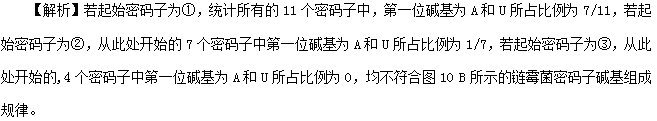 【解析】若起始密码子为①，统计所有的 11 个密码子中，第一位碱基为 A 和 U 所占比例为 7/11，若起
始密码子为②，从此处开始的 7 个密码子中第一位碱基为 A 和 U 所占比例为 1/7，若起始密码子为③，从此
处开始的,4 个密码子中第一位碱基为 A 和 U 所占比例为 0，均不符合图 10 B 所示的链霉菌密码子碱基组成
规律。